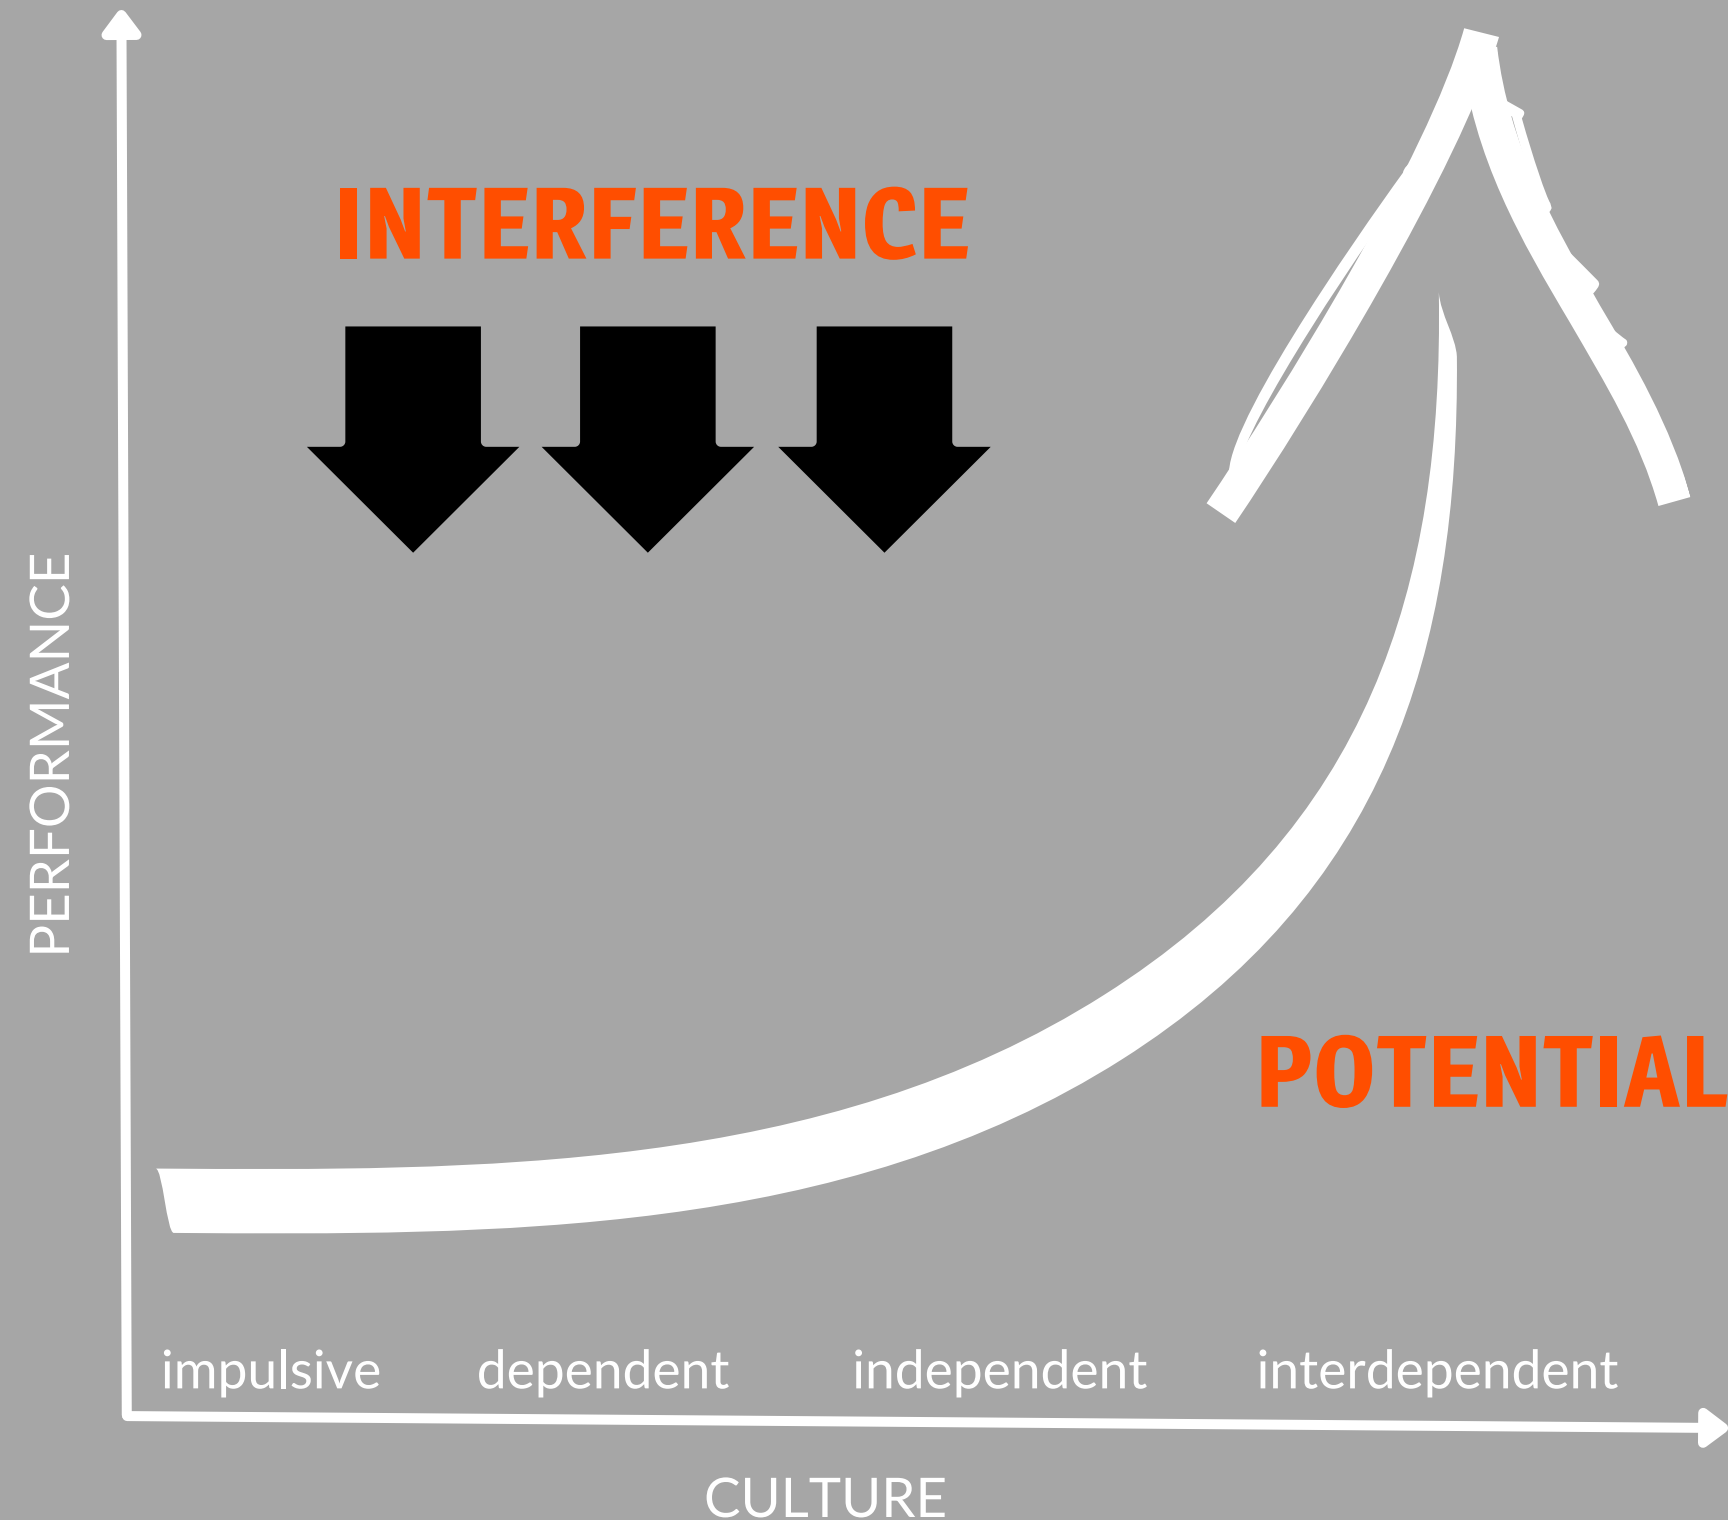 INTERFERENCE
PERFORMANCE
POTENTIAL
impulsive dependent independent interdependent
CULTURE